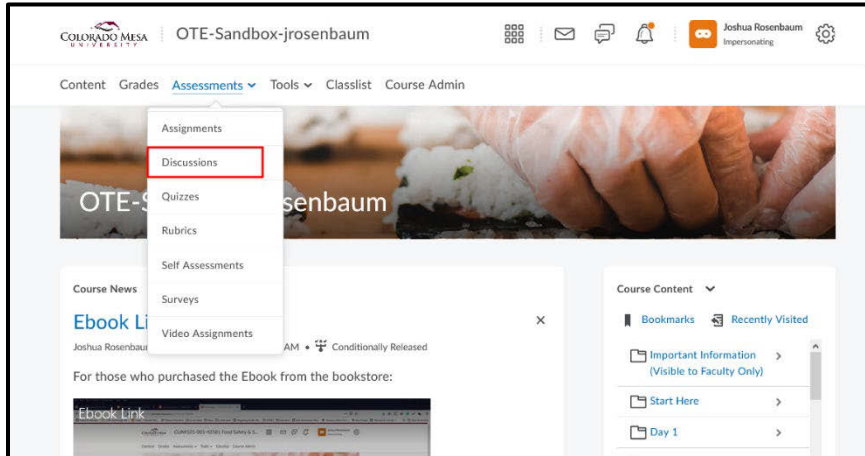 COLORADO MESA
UNIVERSITY
OTE-Sandbox-jrosenbaum
Joshua Rosenbaum
Impersonating
Content Grades Assessments Tools Classlist Course Admin
Assignments
Discussions
Quizzes
Rubrics
Self Assessments
Surveys
Video Assignments
OTE-S senbaum
Course News
Ebook Li
Joshua Rosenbau AM • Conditionally Released
For those who purchased the Ebook from the bookstore:
Ebook Link
Course Content
Bookmarks Recently Visited
Important Information
(Visible to Faculty Only)
Start Here
Day 1